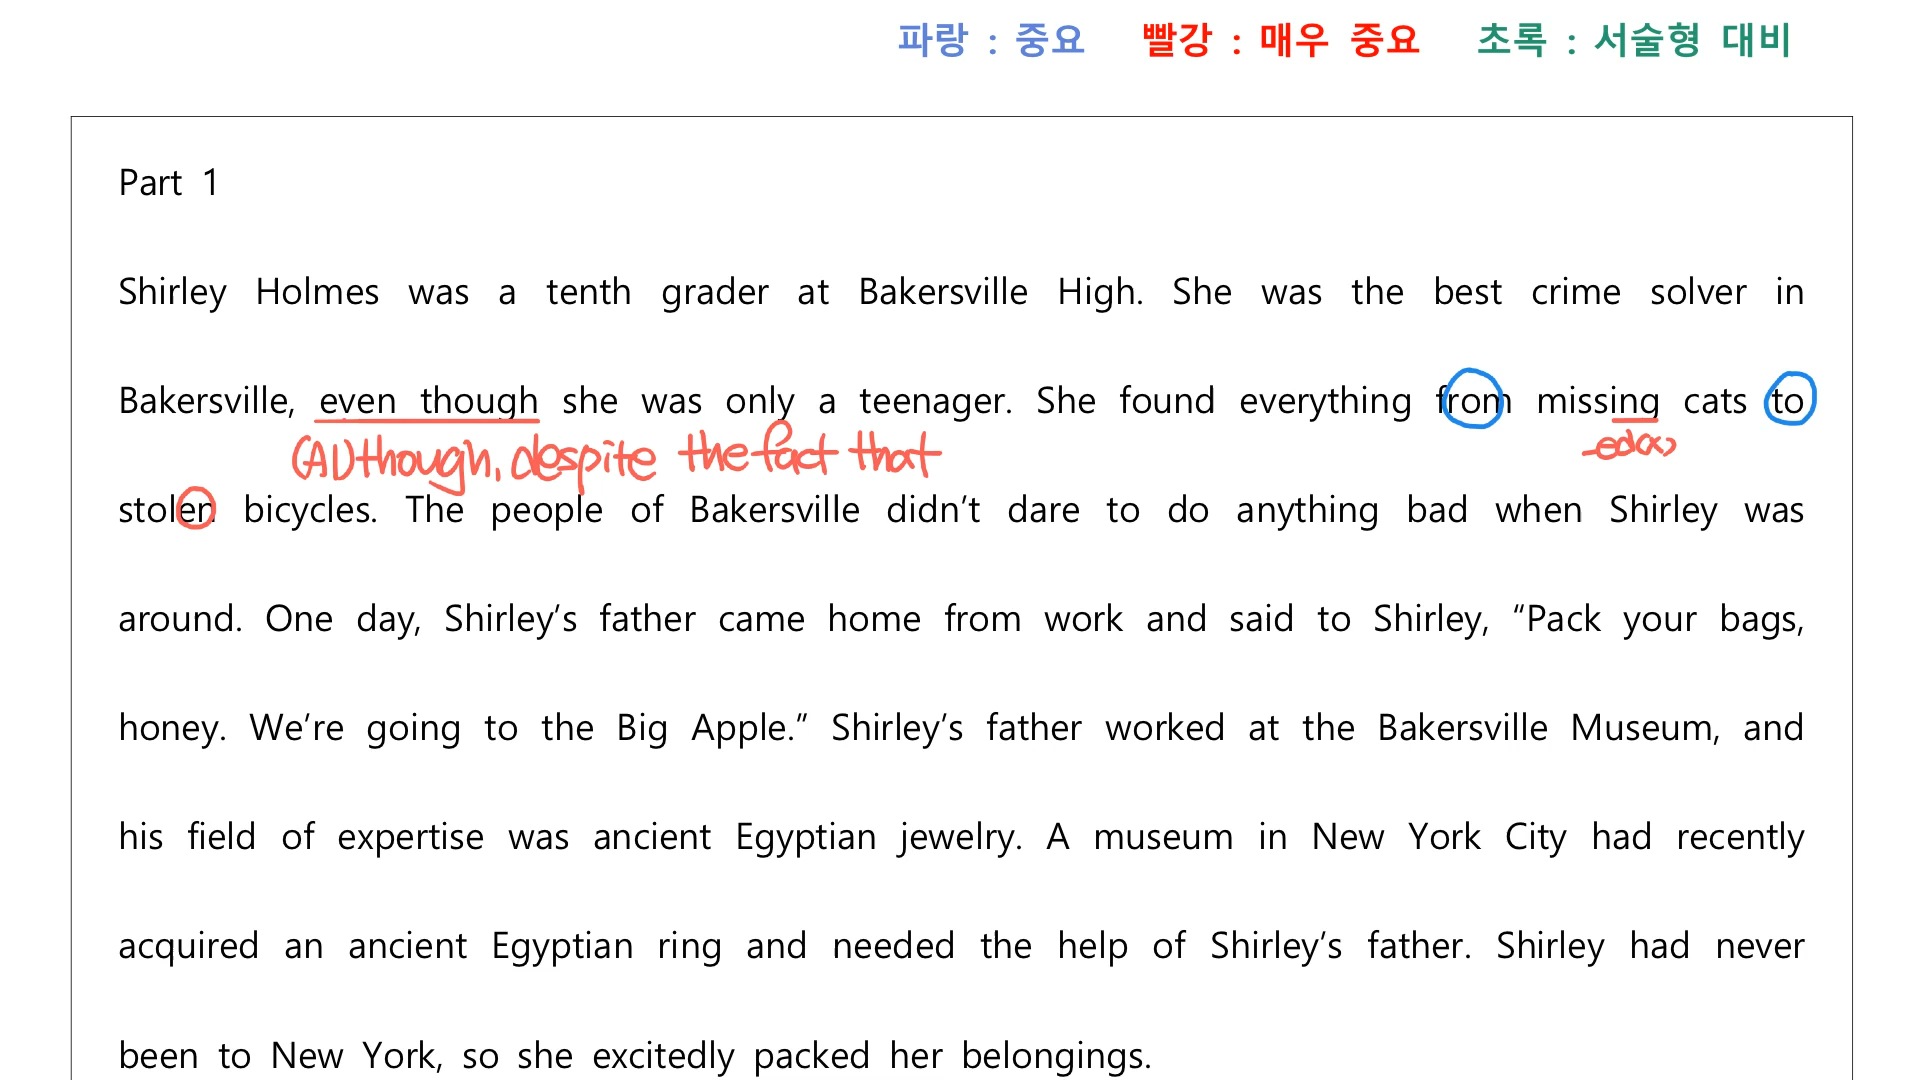 파랑 : 중요 빨강 : 매우 중요 초록 : 서술형 대비
Part 1
Shirley Holmes was a tenth grader at Bakersville High. She was the best crime solver in
Bakersville, even though she was only a teenager. She found everything from missing cats to
(Al)though, despite the fact that -ed(x)
stolen bicycles. The people of Bakersville didn’t dare to do anything bad when Shirley was
around. One day, Shirley’s father came home from work and said to Shirley, “Pack your bags,
honey. We’re going to the Big Apple.” Shirley’s father worked at the Bakersville Museum, and
his field of expertise was ancient Egyptian jewelry. A museum in New York City had recently
acquired an ancient Egyptian ring and needed the help of Shirley’s father. Shirley had never
been to New York, so she excitedly packed her belongings.